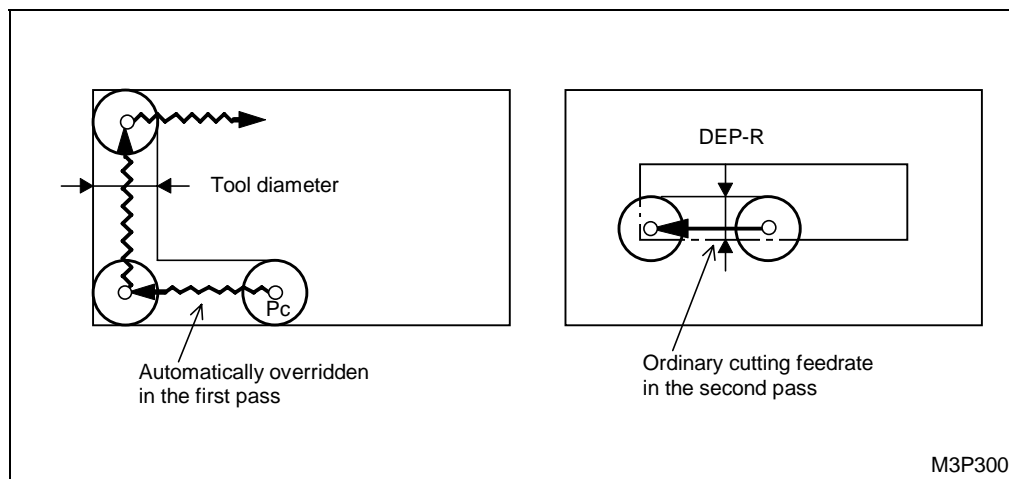 Tool diameter
Pc
Automatically overridden
in the first pass
DEP-R
Ordinary cutting feedrate
in the second pass
M3P300